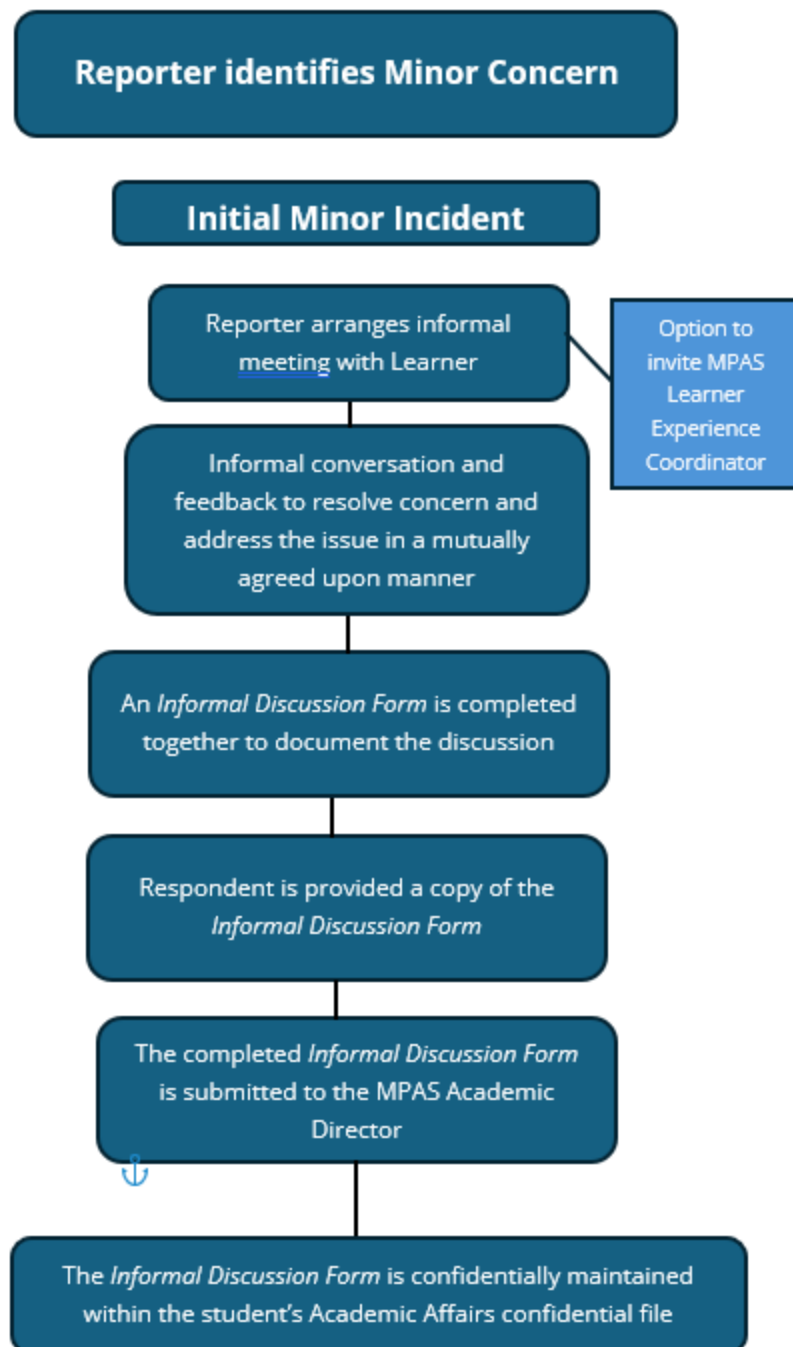 Reporter identifies Minor Concern
Initial Minor Incident
Reporter arranges informal
meeting with Learner
Option to
invite MPAS
Learner
Experience
Coordinator
Informal conversation and
feedback to resolve concern and
address the issue in a mutually
agreed upon manner
An Informal Discussion Form is completed
together to document the discussion
Respondent is provided a copy of the
Informal Discussion Form
The completed Informal Discussion Form
is submitted to the MPAS Academic
Director
The Informal Discussion Form is confidentially maintained
within the student’s Academic Affairs confidential file